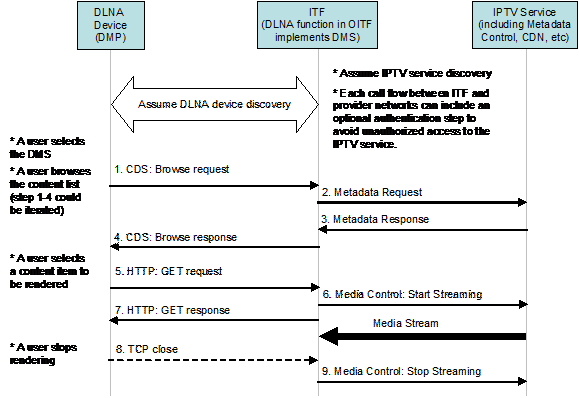 DLNA
Device
(DMP)
ITF
(DLNA function in OITF
implements DMS)
IPTV Service
(including Metadata
Control, CDN, etc)
Assume DLNA device discovery
* Assume IPTV service discovery
* Each call flow between ITF and
provider networks can include an
optional authentication step to
avoid unauthorized access to the
IPTV service.
* A user selects
the DMS
* A user browses
the content list
(step 1-4 could
be iterated)
1. CDS: Browse request
2. Metadata Request
3. Metadata Response
4. CDS: Browse response
* A user selects
a content item to
be rendered
5. HTTP: GET request
6. Media Control: Start Streaming
7. HTTP: GET response
Media Stream
* A user stops
rendering
8. TCP close
9. Media Control: Stop Streaming